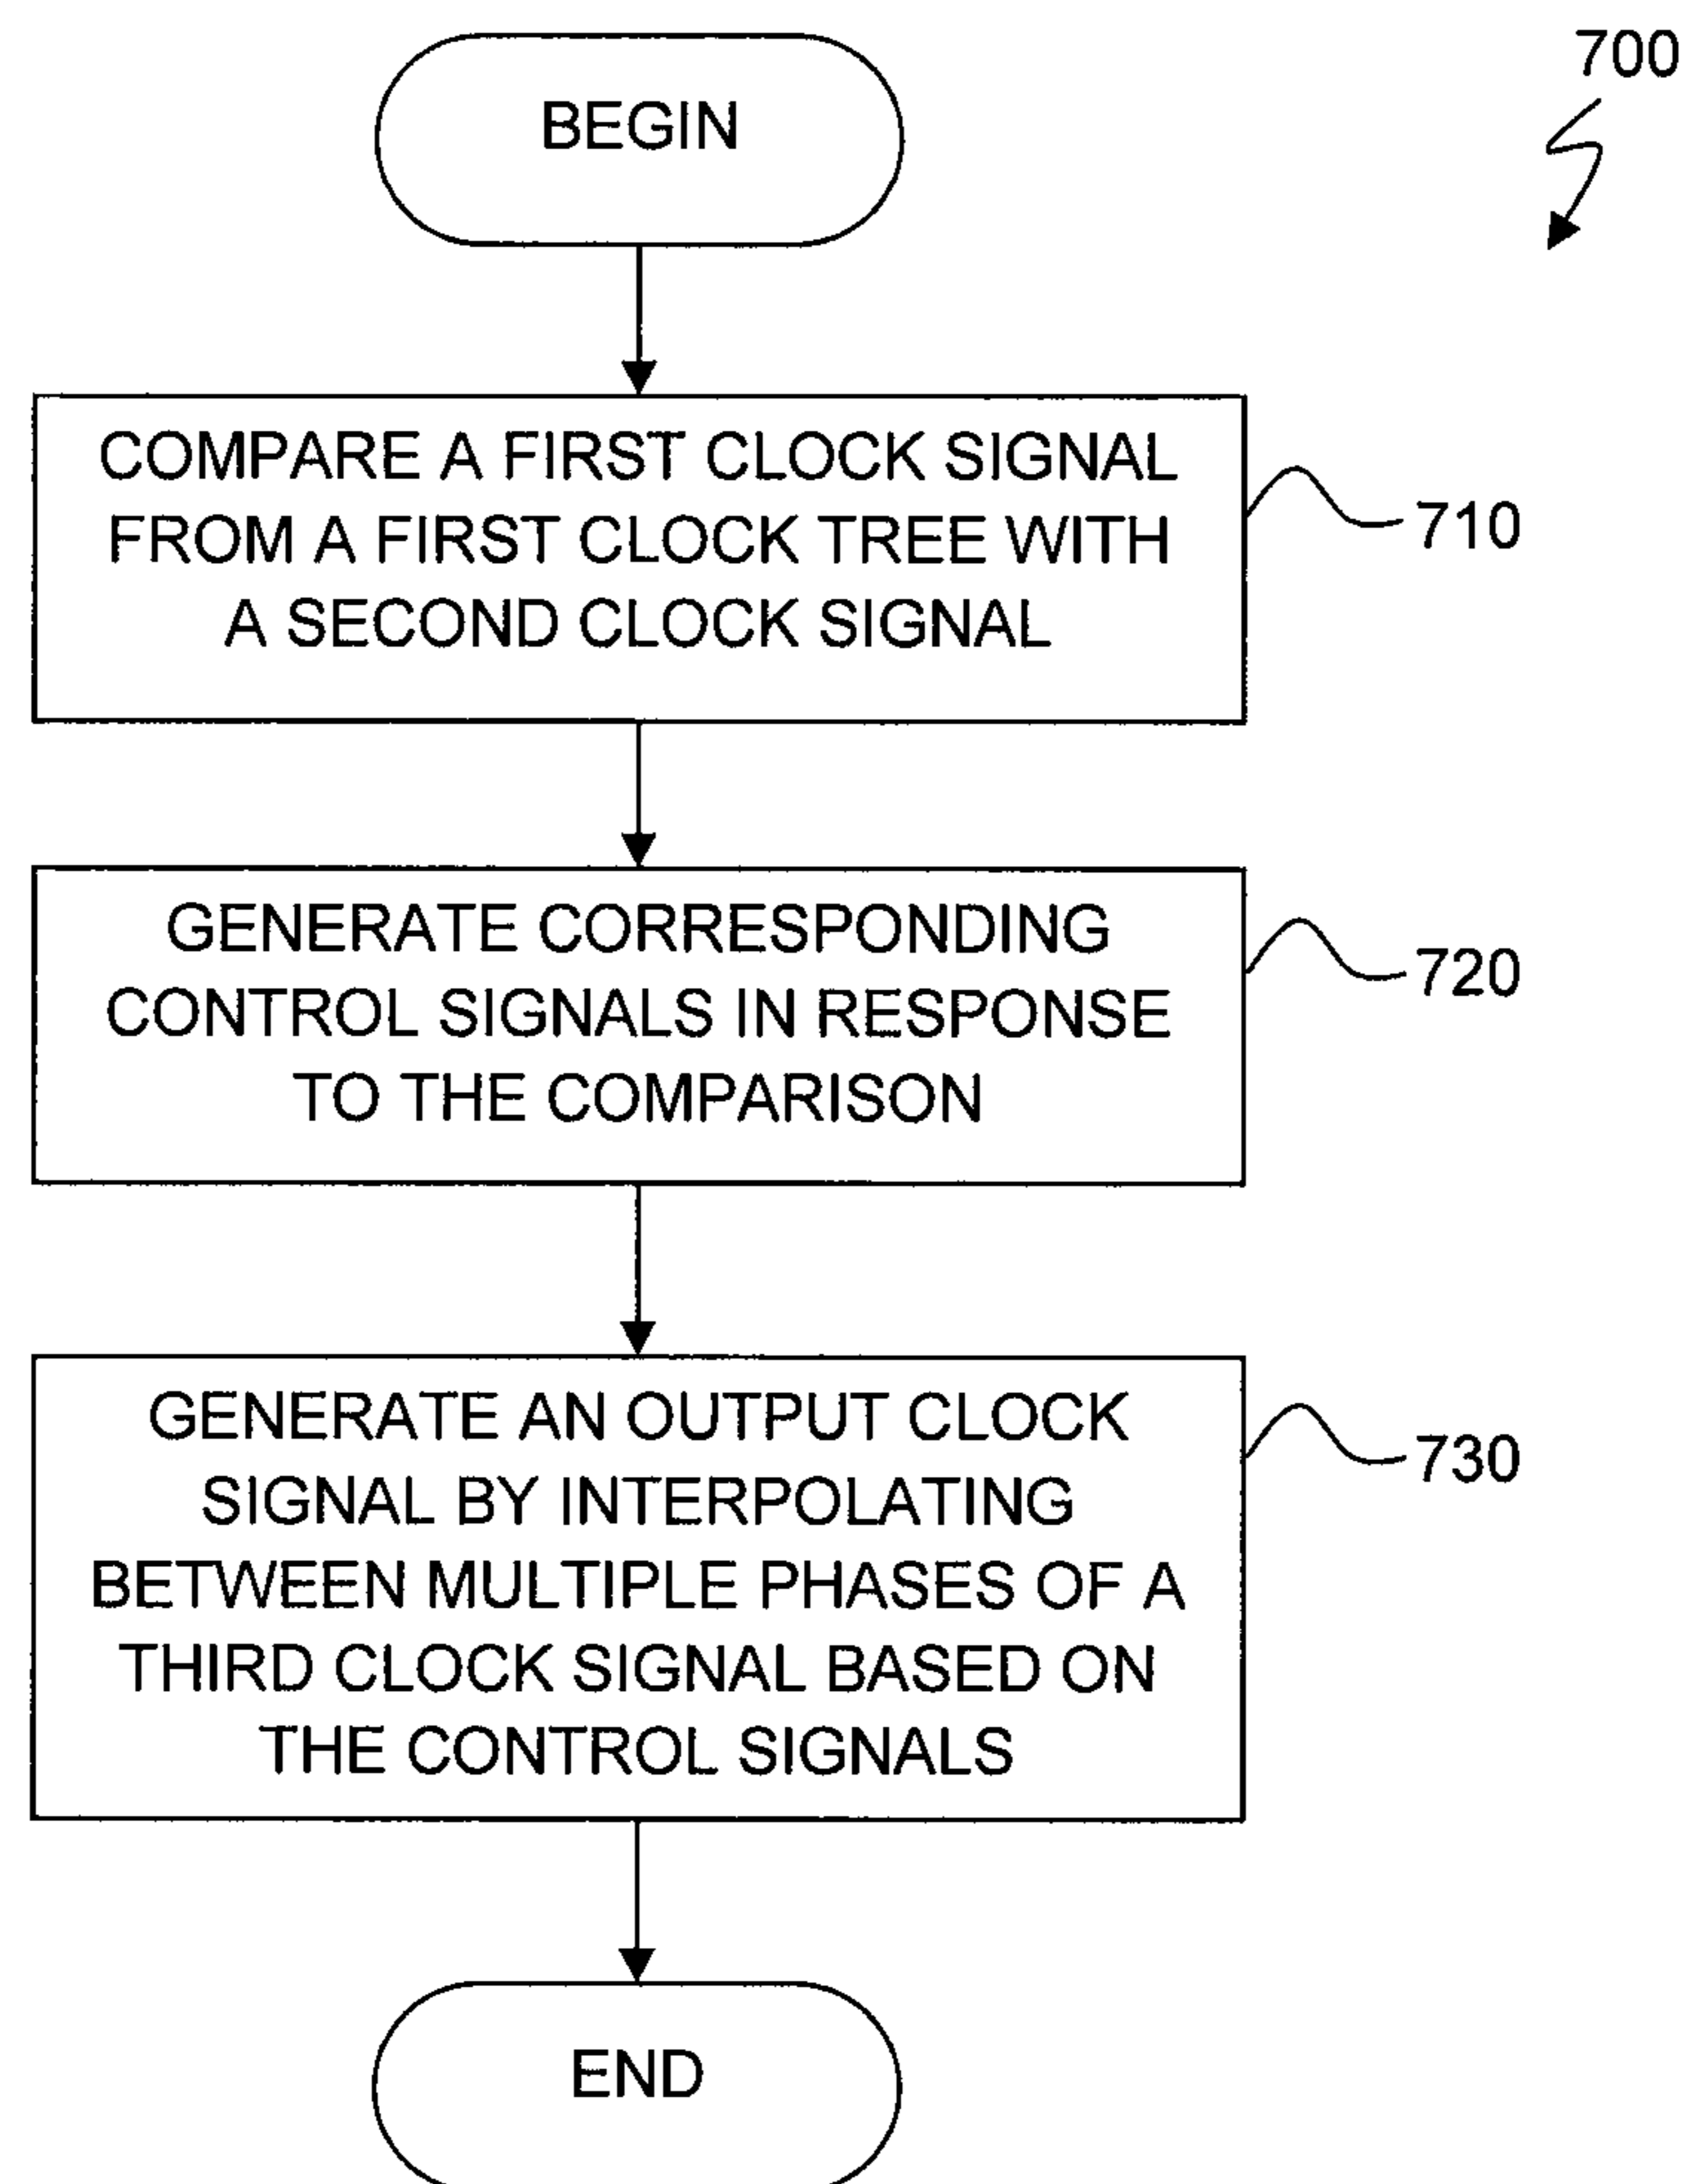 BEGIN
700
COMPARE A FIRST CLOCK SIGNAL
FROM A FIRST CLOCK TREE WITH
A SECOND CLOCK SIGNAL
710
GENERATE CORRESPONDING
CONTROL SIGNALS IN RESPONSE
TO THE COMPARISON
720
GENERATE AN OUTPUT CLOCK
SIGNAL BY INTERPOLATING
BETWEEN MULTIPLE PHASES OF A
THIRD CLOCK SIGNAL BASED ON
THE CONTROL SIGNALS
730
END